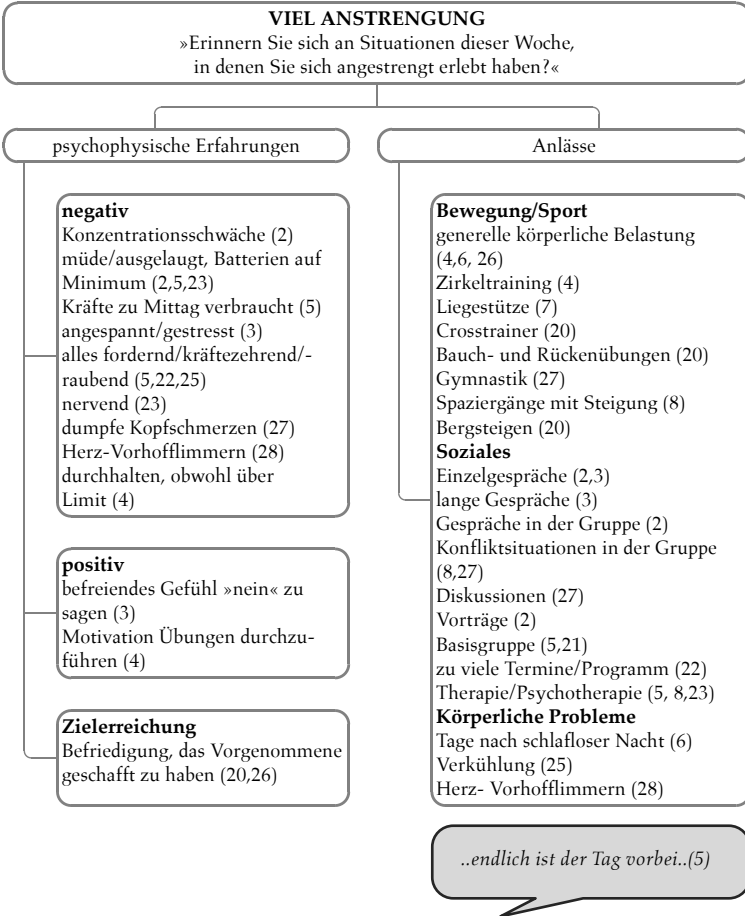 VIEL ANSTRENGUNG
»Erinnern Sie sich an Situationen dieser Woche,
in denen Sie sich angestrengt erlebt haben?«
psychophysische Erfahrungen
negativ
Konzentrationsschwäche (2)
müde/ausgelaugt, Batterien auf
Minimum (2,5,23)
Kräfte zu Mittag verbraucht (5)
angespannt/gestresst (3)
alles fordernd/kräftezehrend/-
raubend (5,22,25)
nervend (23)
dumpfe Kopfschmerzen (27)
Herz-Vorhofflimmern (28)
durchhalten, obwohl über
Limit (4)
positiv
befreiendes Gefühl »nein« zu
sagen (3)
Motivation Übungen durchzu-
führen (4)
Zielerreichung
Befriedigung, das Vorgenommene
geschafft zu haben (20,26)
Anlässe
Bewegung/Sport
generelle körperliche Belastung
(4,6, 26)
Zirkeltraining (4)
Liegestütze (7)
Crosstrainer (20)
Bauch- und Rückenübungen (20)
Gymnastik (27)
Spaziergänge mit Steigung (8)
Bergsteigen (20)
Soziales
Einzelgespräche (2,3)
lange Gespräche (3)
Gespräche in der Gruppe (2)
Konfliktsituationen in der Gruppe
(8,27)
Diskussionen (27)
Vorträge (2)
Basisgruppe (5,21)
zu viele Termine/Programm (22)
Therapie/Psychotherapie (5, 8,23)
Körperliche Probleme
Tage nach schlafloser Nacht (6)
Verkühlung (25)
Herz- Vorhofflimmern (28)
..endlich ist der Tag vorbei..(5)